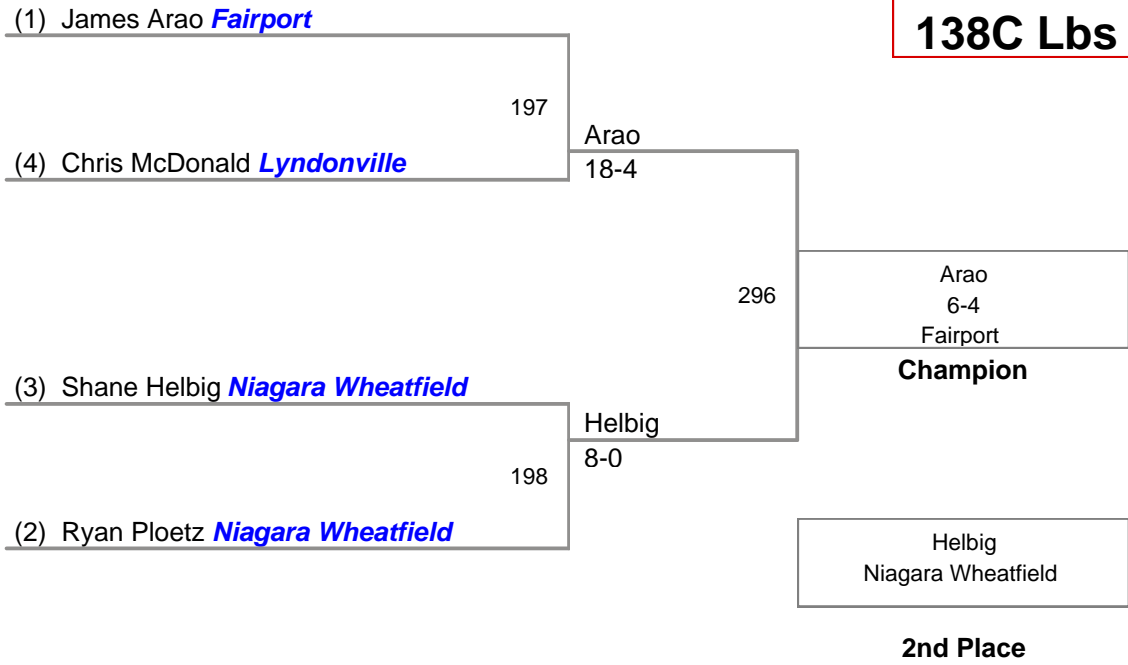 (1) James Arao Fairport
138C Lbs
197
Arao
(4) Chris McDonald Lyndonville
18-4
Arao
296
6-4
Fairport
Champion
(3) Shane Helbig Niagara Wheatfield
Helbig
8-0
198
(2) Ryan Ploetz Niagara Wheatfield
Helbig
Niagara Wheatfield
2nd Place